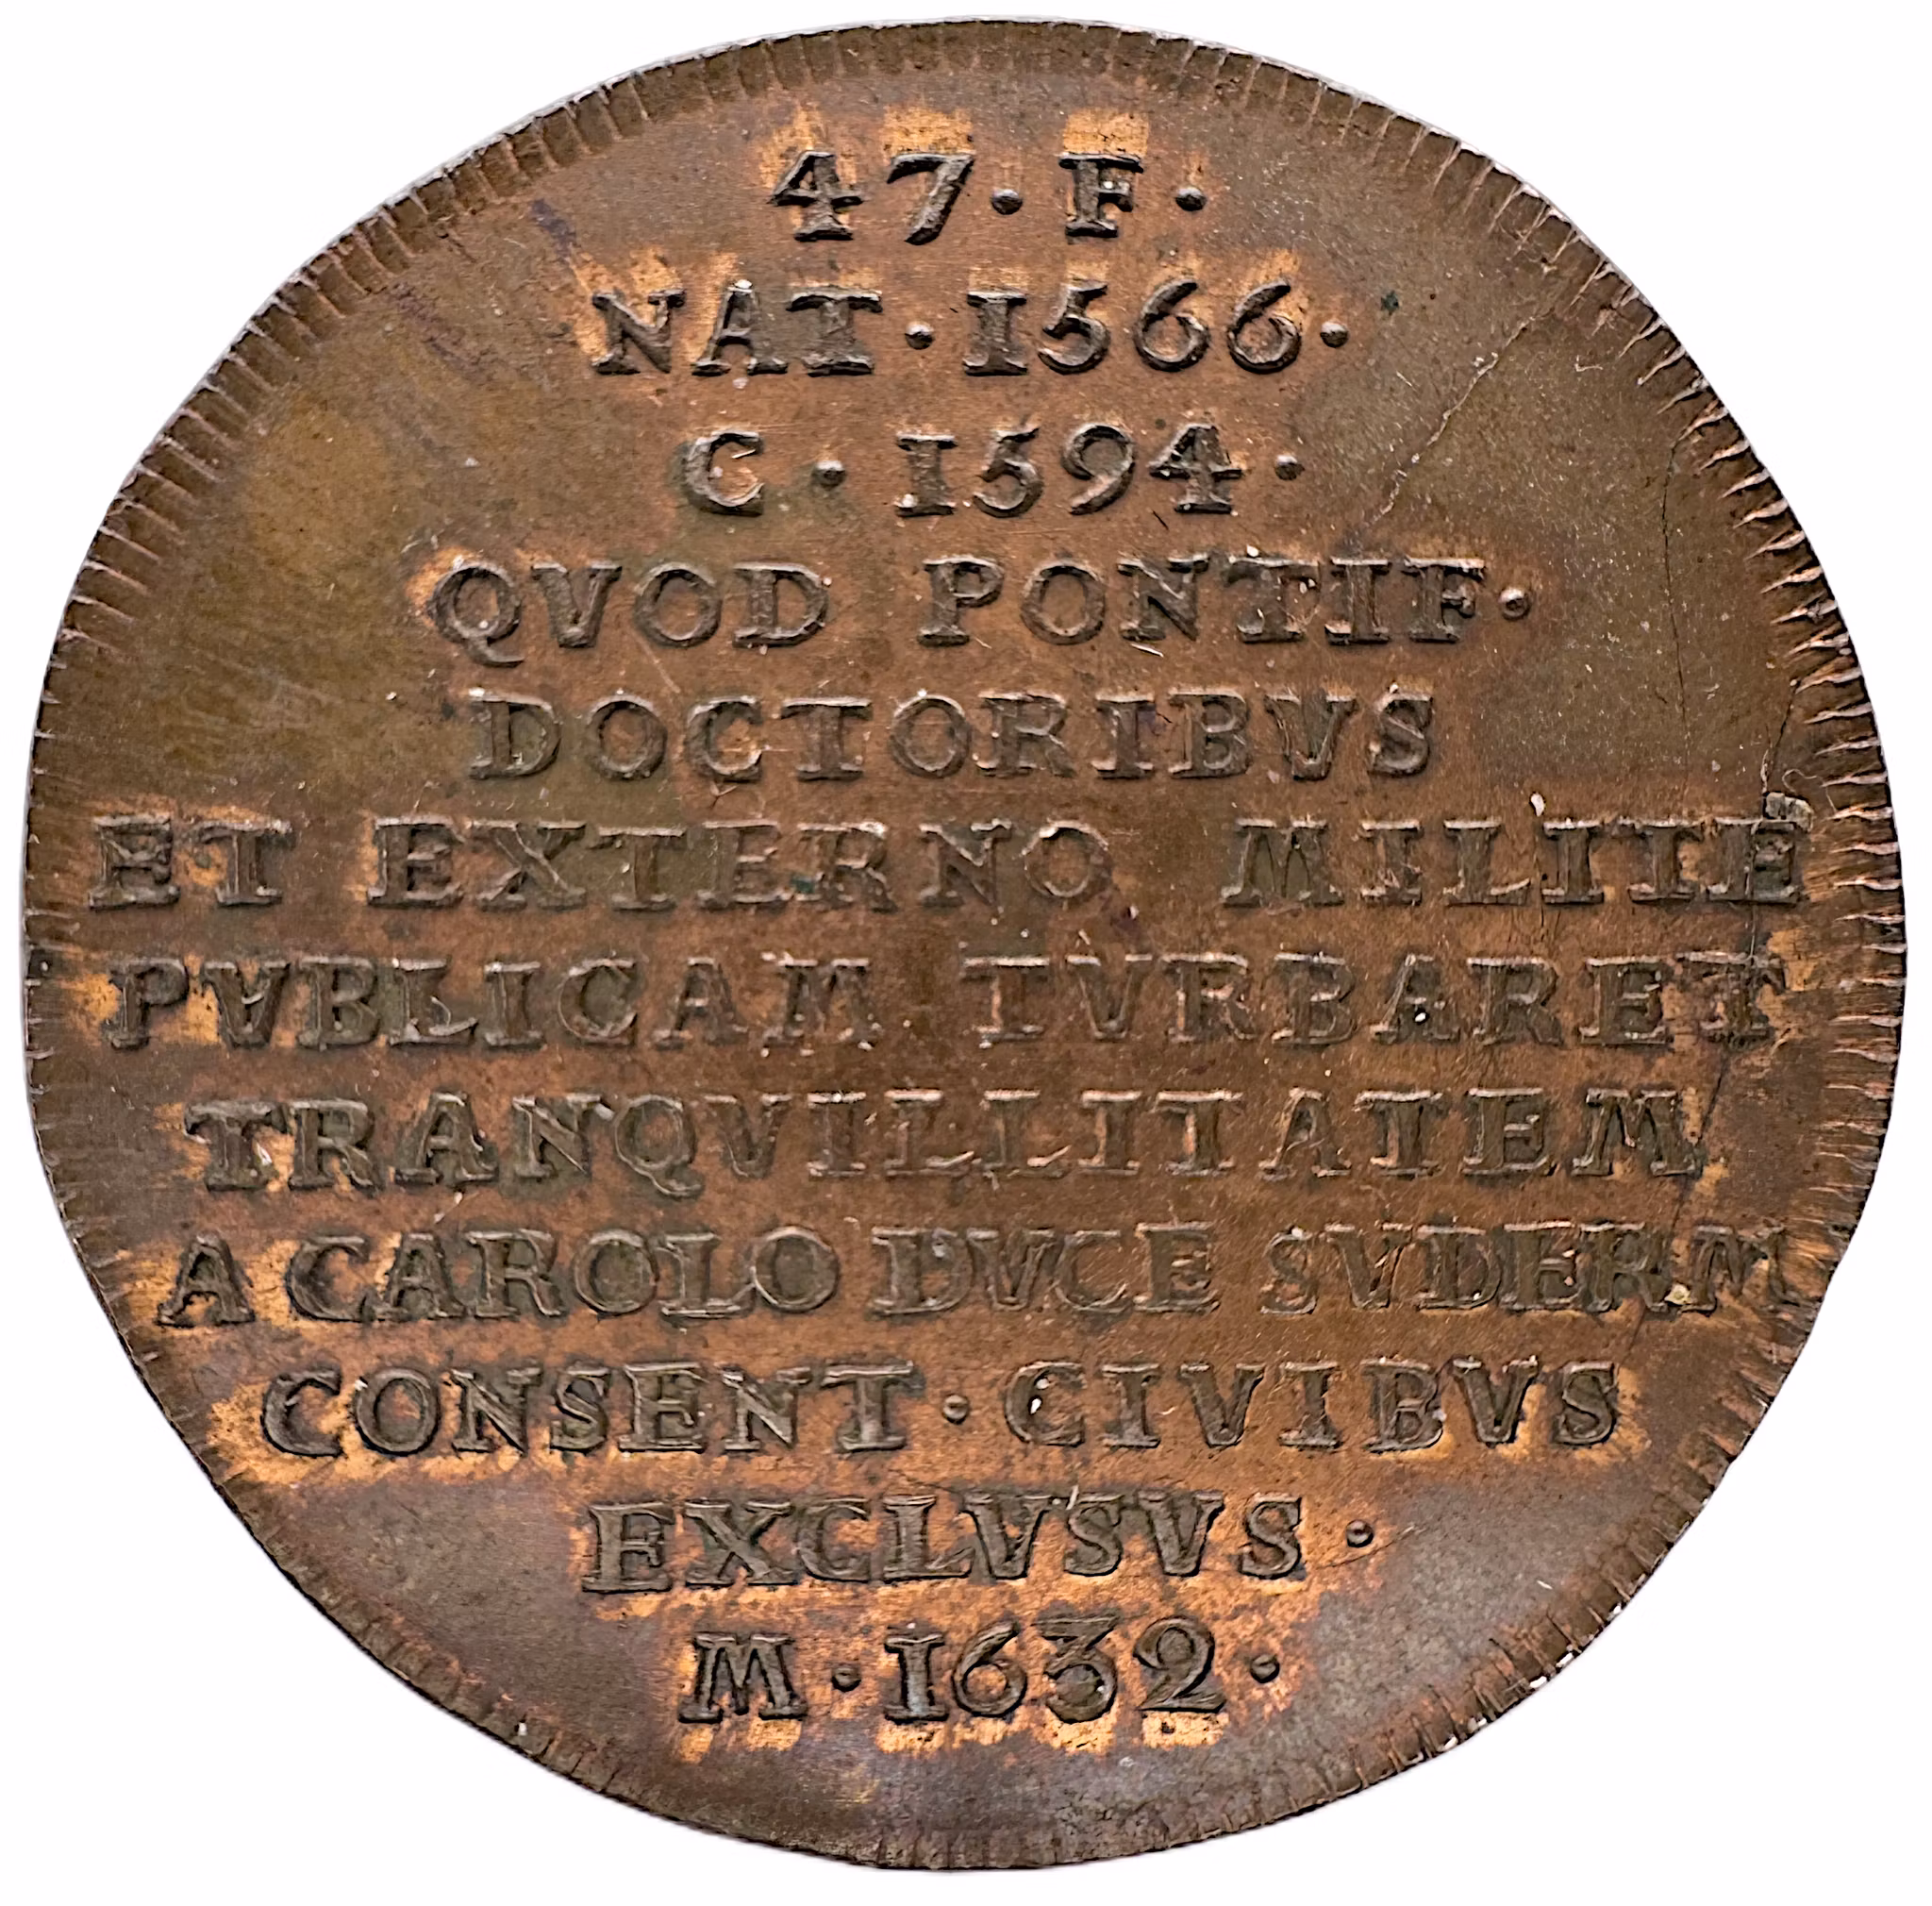 47·F·
NAT·1566·
C·1594·
QVOD PONTIF·
DOCTORIBVS
ET EXTERNO MILITE
PVBLICAM TVRBARET
TRANQVILLITATEM
A CAROLO DVCE SVDERM
CONSENT·CIVIBVS
EXCLVSVS·
M·1632·